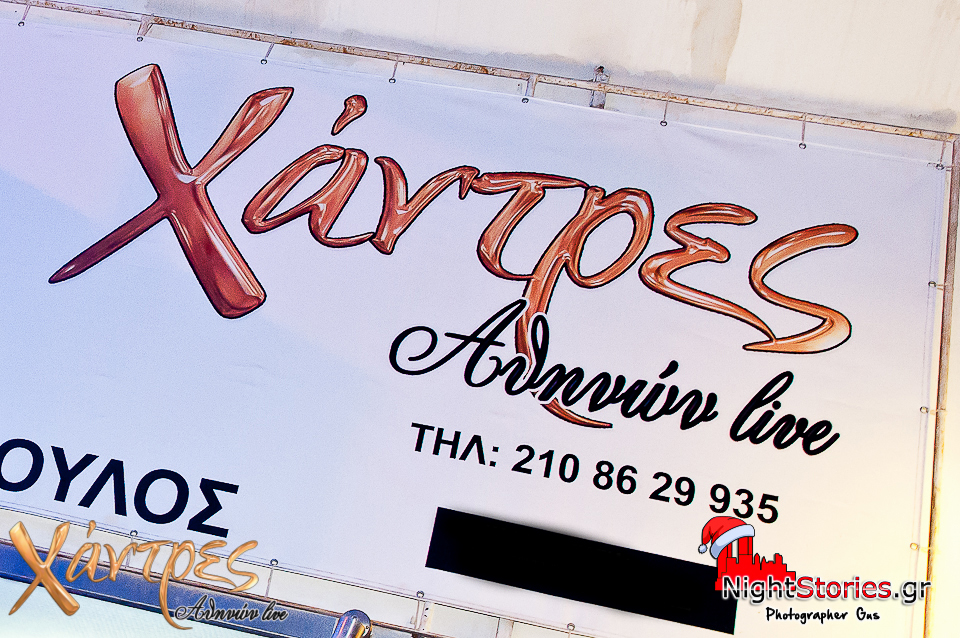 Χάντρες
Αθηνών live
ΤΗΛ: 210 86 29 935
ΟΥΛΟΣ
Χάντρες
Αθηνών live
NightStories.gr
Photographer Gus